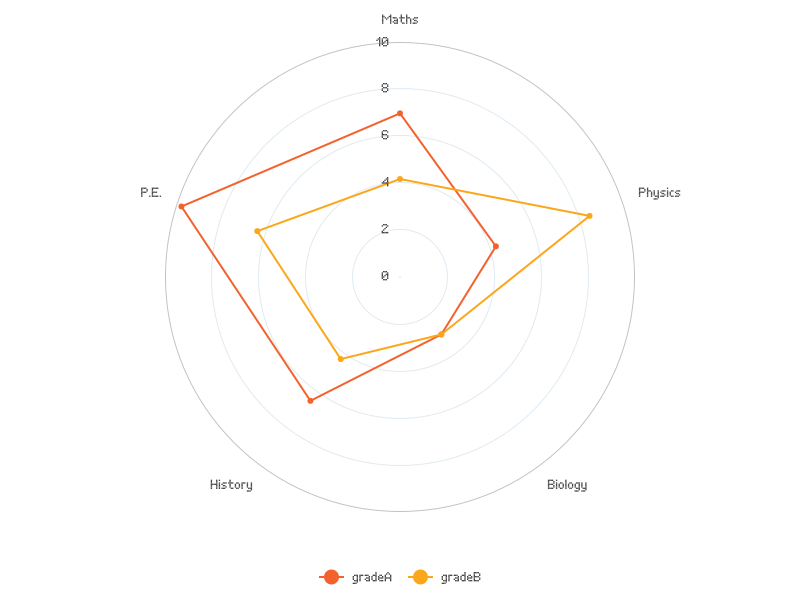 Maths
10
8
6
4
2
0
P.E.
Physics
History
Biology
gradeA
gradeB